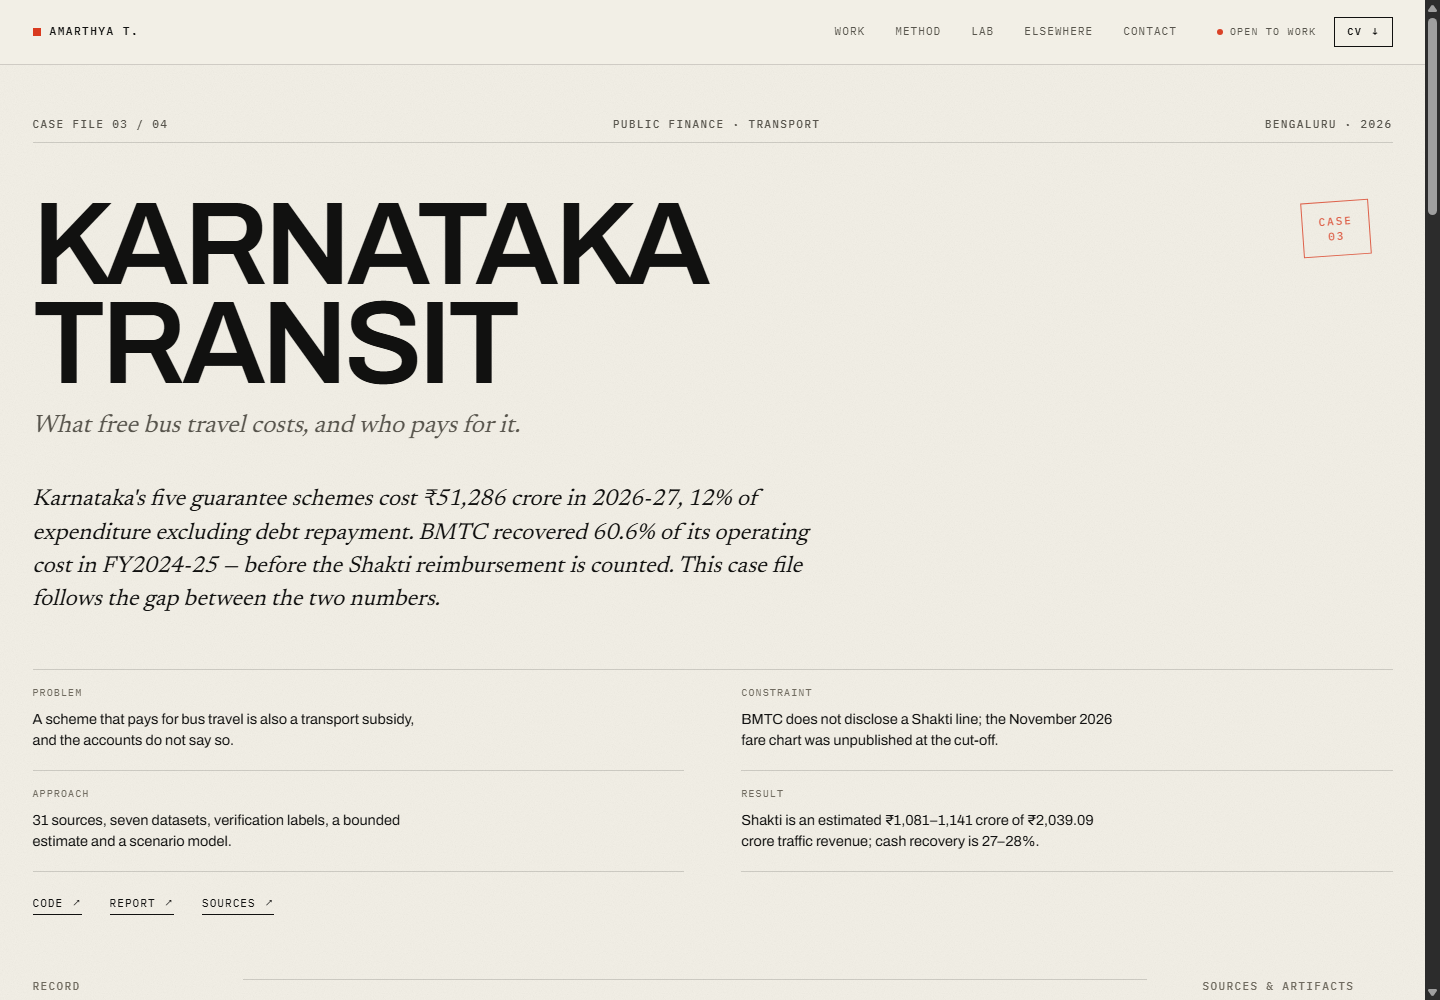 AMARTHYA T.
WORK METHOD LAB ELSEWHERE CONTACT OPEN TO WORK CV ↓
CASE FILE 03 / 04
PUBLIC FINANCE · TRANSPORT
BENGALURU · 2026
KARNATAKA
TRANSIT
CASE
03
What free bus travel costs, and who pays for it.
Karnataka's five guarantee schemes cost ₹51,286 crore in 2026-27, 12% of
expenditure excluding debt repayment. BMTC recovered 60.6% of its operating
cost in FY2024-25 — before the Shakti reimbursement is counted. This case file
follows the gap between the two numbers.
PROBLEM
A scheme that pays for bus travel is also a transport subsidy,
and the accounts do not say so.
CONSTRAINT
BMTC does not disclose a Shakti line; the November 2026
fare chart was unpublished at the cut-off.
APPROACH
31 sources, seven datasets, verification labels, a bounded
estimate and a scenario model.
RESULT
Shakti is an estimated ₹1,081–1,141 crore of ₹2,039.09
crore traffic revenue; cash recovery is 27–28%.
CODE ↗ REPORT ↗ SOURCES ↗
RECORD
SOURCES & ARTIFACTS